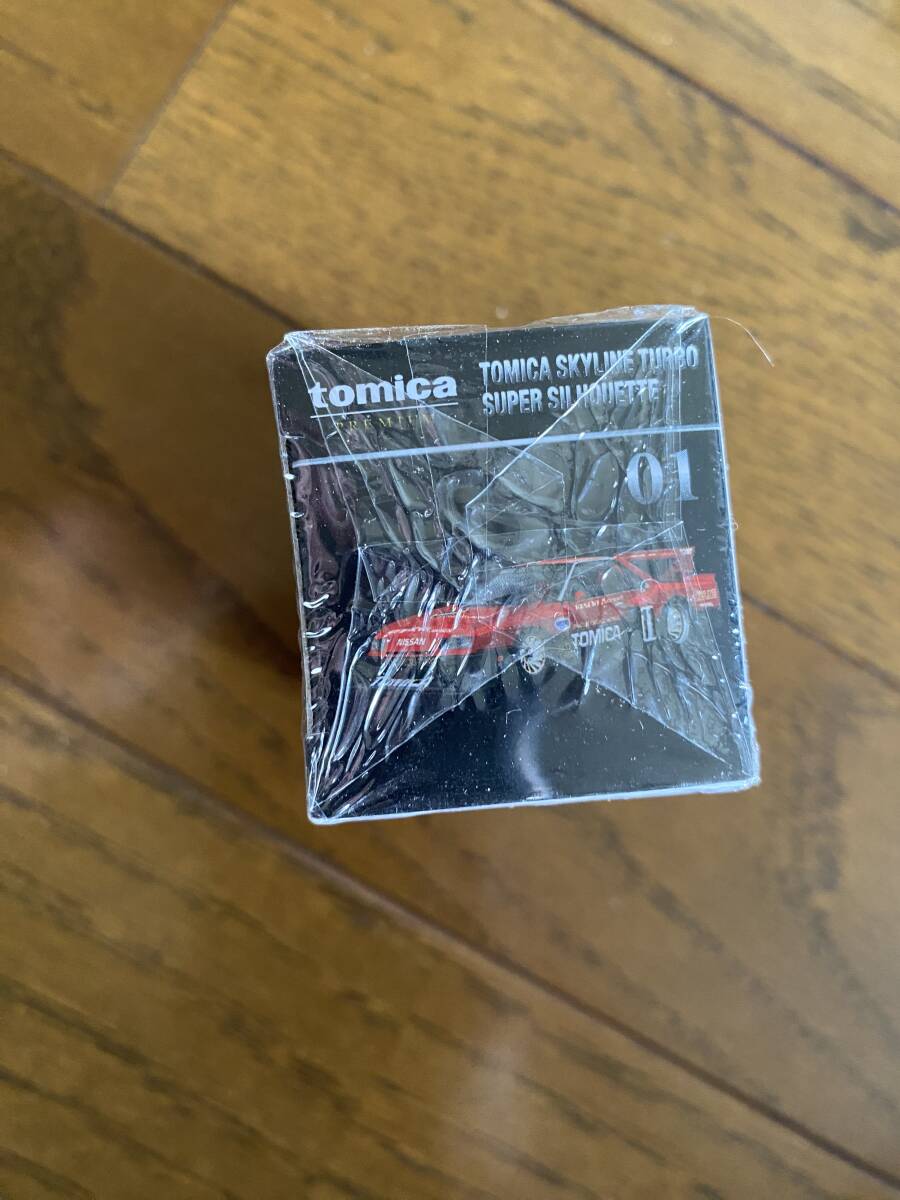 tomica
PREMIUM
TOMICA SKYLINE TURBO
SUPER SILHOUETTE
01
NISSAN
TOMICA